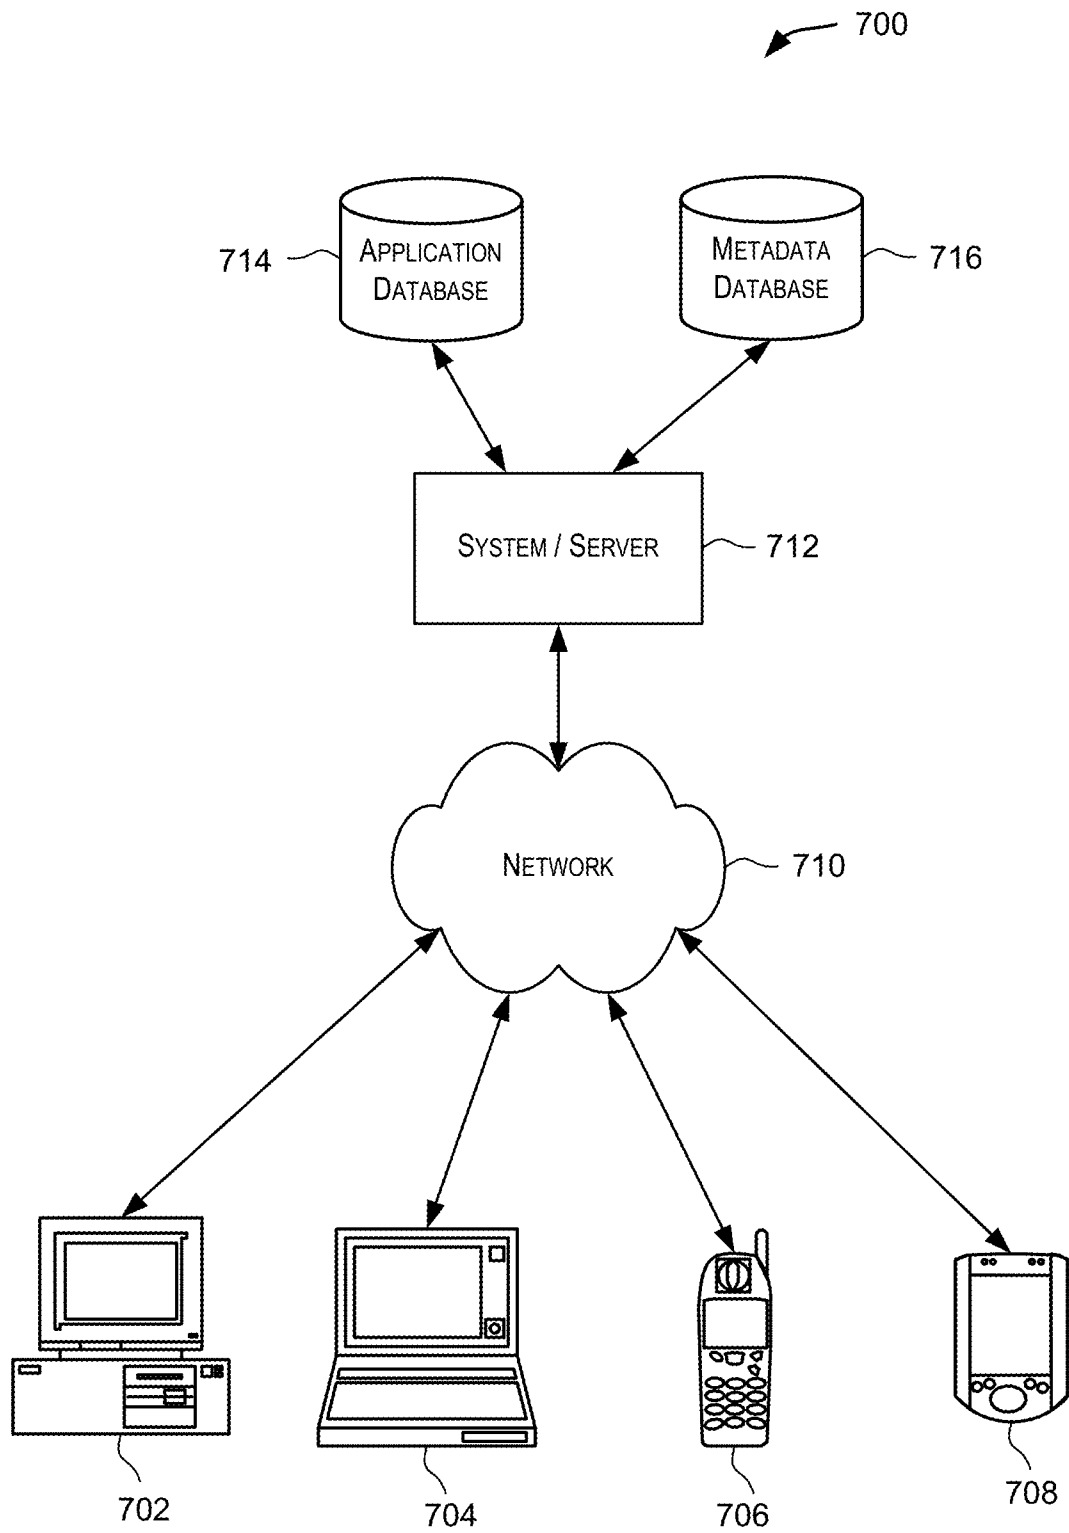 700
714
APPLICATION
DATABASE
METADATA
DATABASE
716
SYSTEM / SERVER
712
NETWORK
710
702
704
706
708